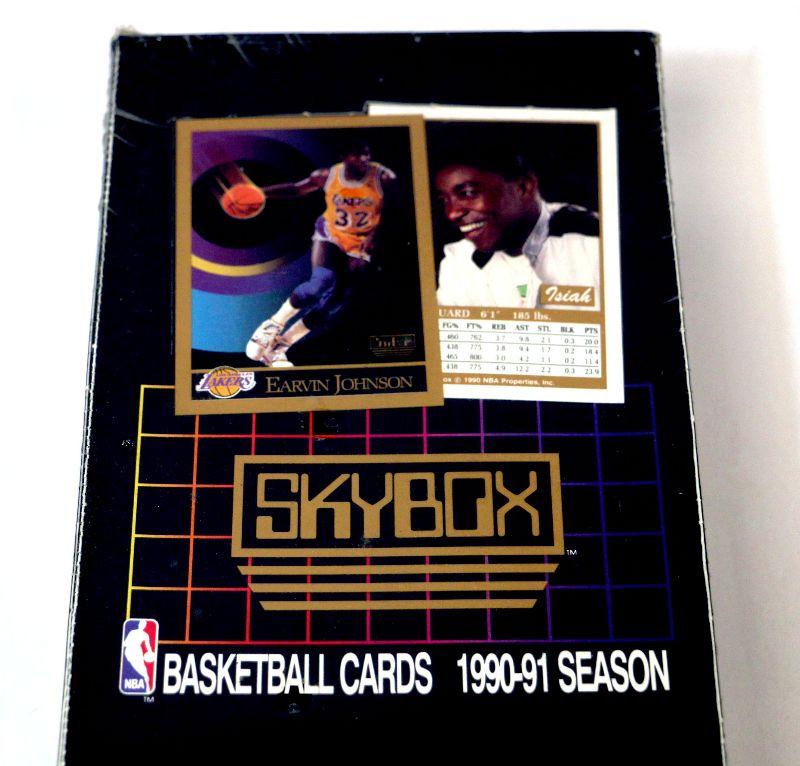 LAKERS
32
LAKERS
EARVIN JOHNSON
Isiah
UARD 6'1" 185 lbs.
FG% FT% REB AST STL BLK PTS
460 762 3.7 9.8 2.1 0.3 20.0
438 775 3.8 9.4 1.7 0.2 18.4
465 800 3.0 4.2 1.1 0.2 11.4
438 775 4.9 12.2 2.2 0.3 23.9
ox © 1990 NBA Properties, Inc.
SKYBOX
TM
NBA
TM
BASKETBALL CARDS 1990-91 SEASON